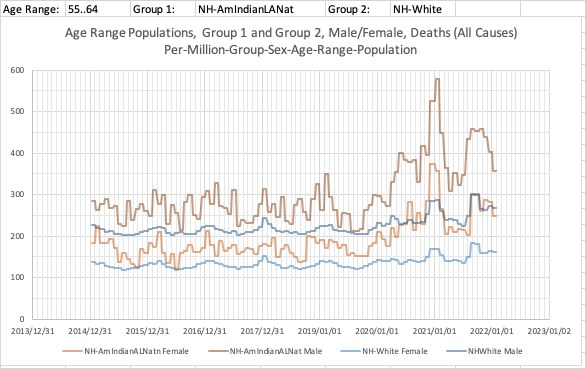 Age Range: 55..64 Group 1: NH-AmIndianALNat Group 2: NH-White
Age Range Populations, Group 1 and Group 2, Male/Female, Deaths (All Causes)
Per-Million-Group-Sex-Age-Range-Population
600
500
400
300
200
100
0
2013/12/31 2014/12/31 2015/12/31 2016/12/31 2017/12/31 2019/01/01 2020/01/01 2021/01/01 2022/01/01 2023/01/02
NH-AmIndianALNatn Female NH-AmIndianALNat Male NH-White Female NHWhite Male